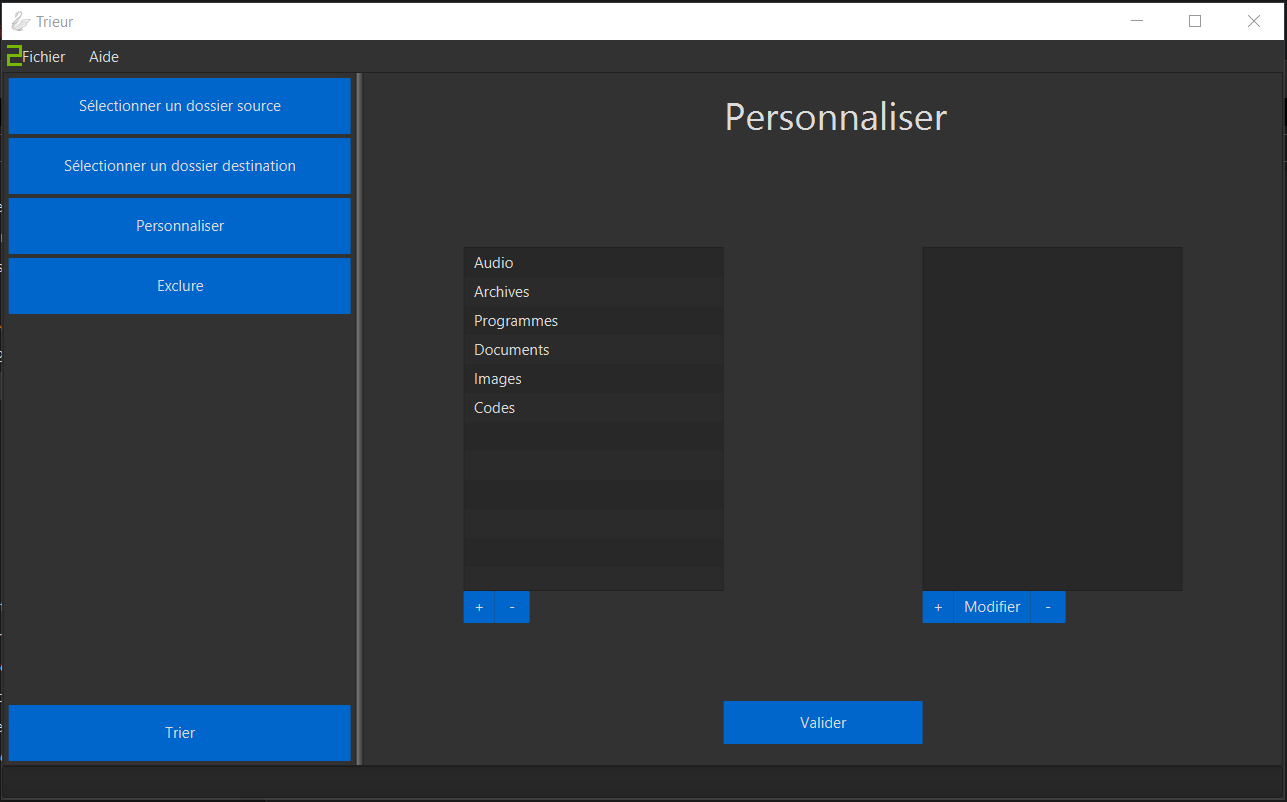 Trieur
Fichier Aide
Sélectionner un dossier source
Sélectionner un dossier destination
Personnaliser
Exclure
Trier
Personnaliser
Audio
Archives
Programmes
Documents
Images
Codes
+ -
+ Modifier -
Valider